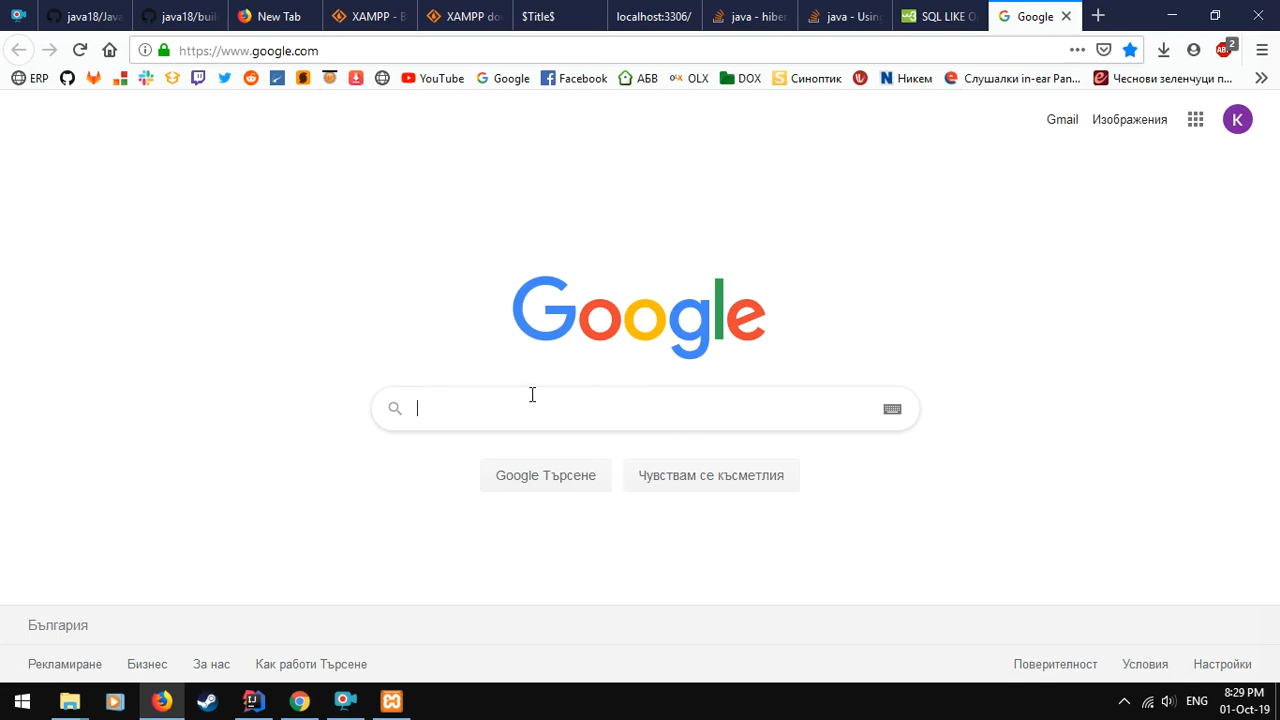 java18/Java java18/buil New Tab XAMPP - B XAMPP do $Title$ localhost:3306/ java - hiber java - Using SQL LIKE O Google
https://www.google.com
2
ERP YouTube Google Facebook АБВ OLX DOX Синоптик Никем Слушалки in-ear Pan... Чеснови зеленчуци п...
Gmail Изображения K
Google
Google Търсене Чувствам се късметлия
България
Рекламиране Бизнес За нас Как работи Търсене Поверителност Условия Настройки
ENG 8:29 PM
01-Oct-19